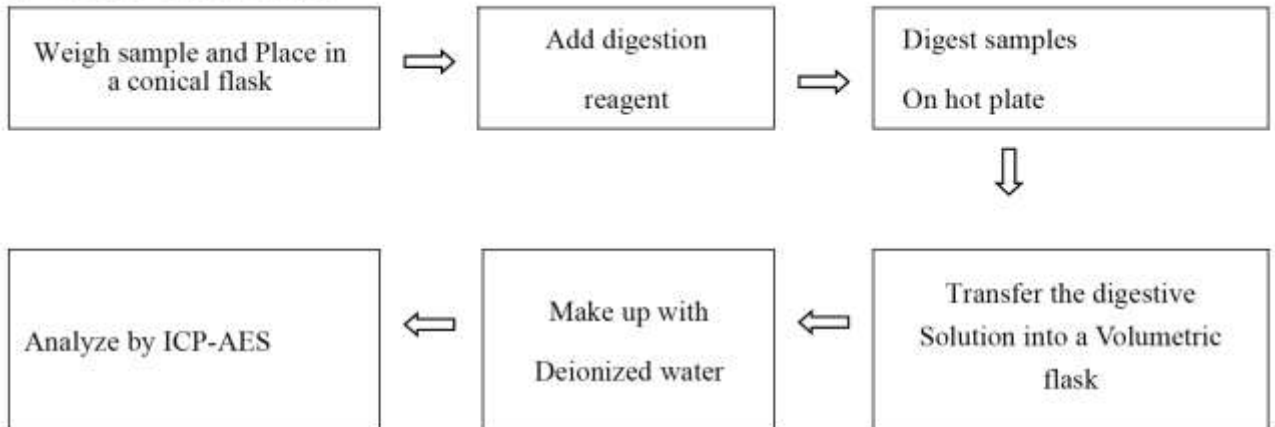 Weigh sample and Place in
a conical flask
Add digestion
reagent
Digest samples
On hot plate
Transfer the digestive
Solution into a Volumetric
flask
Make up with
Deionized water
Analyze by ICP-AES